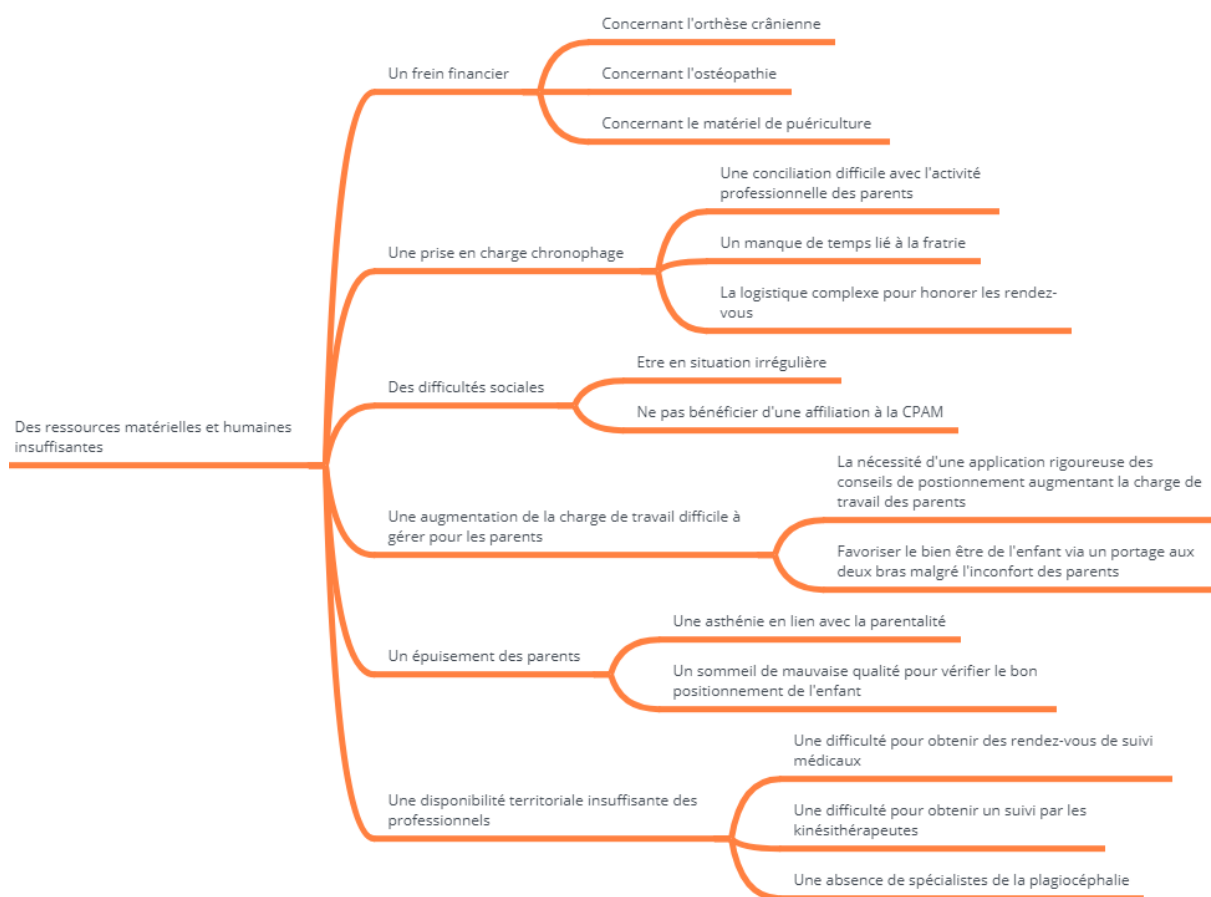 Concernant l'orthèse crânienne
Un frein financier
Concernant l'ostéopathie
Concernant le matériel de puériculture
Une conciliation difficile avec l'activité
professionnelle des parents
Une prise en charge chronophage
Un manque de temps lié à la fratrie
La logistique complexe pour honorer les rendez-
vous
Etre en situation irrégulière
Des difficultés sociales
Ne pas bénéficier d'une affiliation à la CPAM
Des ressources matérielles et humaines
insuffisantes
La nécessité d'une application rigoureuse des
conseils de postionnement augmentant la charge de
travail des parents
Une augmentation de la charge de travail difficile à
gérer pour les parents
Favoriser le bien être de l'enfant via un portage aux
deux bras malgré l'inconfort des parents
Une asthénie en lien avec la parentalité
Un épuisement des parents
Un sommeil de mauvaise qualité pour vérifier le bon
positionnement de l'enfant
Une difficulté pour obtenir des rendez-vous de suivi
médicaux
Une disponibilité territoriale insuffisante des
professionnels
Une difficulté pour obtenir un suivi par les
kinésithérapeutes
Une absence de spécialistes de la plagiocéphalie